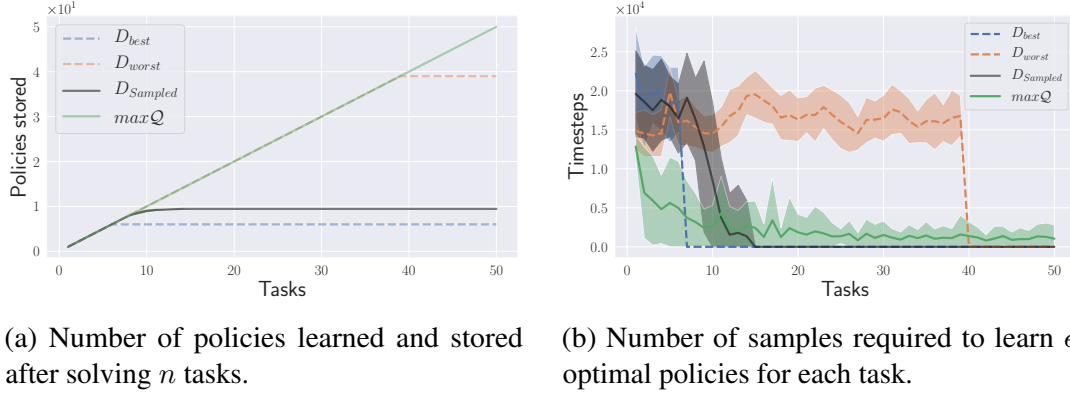 ×10¹
5
4
3
2
1
0
Policies stored
D_best
D_worst
D_Sampled
maxQ
0 10 20 30 40 50
Tasks
×10⁴
2.5
2.0
1.5
1.0
0.5
0.0
Timesteps
D_best
D_worst
D_Sampled
maxQ
0 10 20 30 40 50
Tasks
(a) Number of policies learned and stored
after solving n tasks.
(b) Number of samples required to learn
optimal policies for each task.